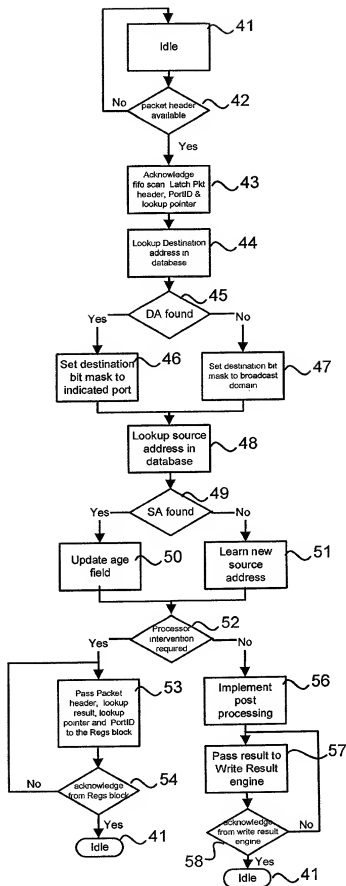 41
Idle
No
packet header
available
42
Yes
Acknowledge
fifo scan Latch Pkt
header, PortID &
lookup pointer
43
Lookup Destination
address in
database
44
45
Yes
DA found
No
Set destination
bit mask to
indicated port
46
Set destination bit
mask to broadcast
domain
47
Lookup source
address in
database
48
49
Yes
SA found
No
Update age
field
50
Learn new
source
address
51
52
Yes
Processor
intervention
required
No
Pass Packet
header, lookup
result, lookup
pointer and PortID
to the Regs block
53
Implement
post
processing
56
Pass result to
Write Result
engine
57
No
acknowledge
from Regs block
54
Yes
Idle
41
acknowledge
from write result
engine
No
58
Yes
Idle
41